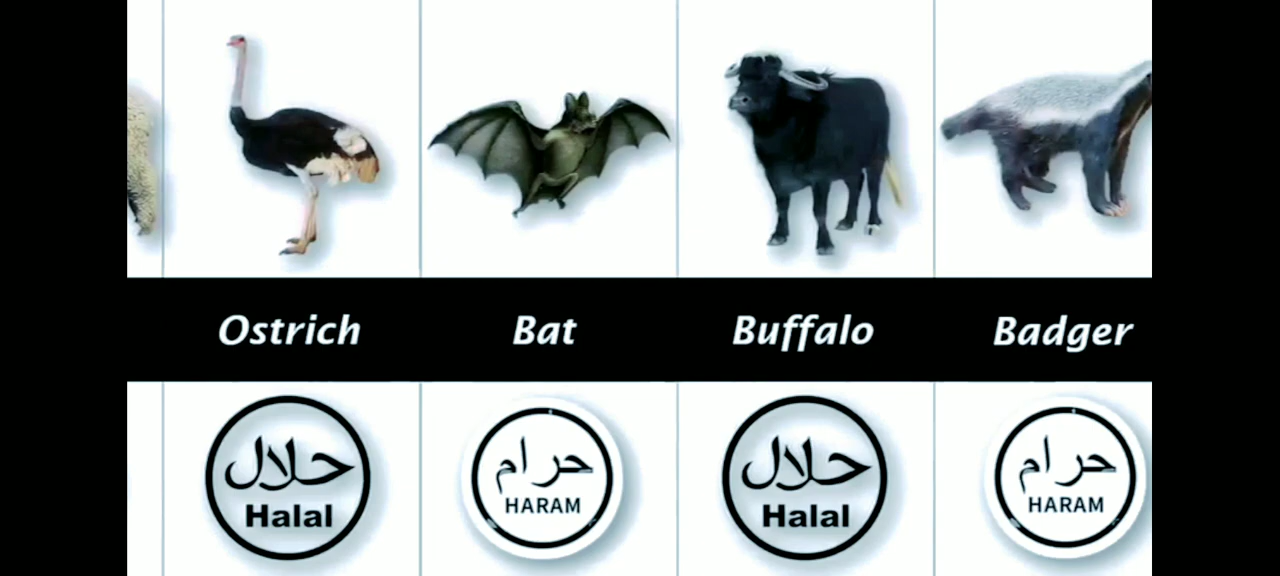 Ostrich
Bat
Buffalo
Badger
حلال
Halal
حرام
HARAM
حلال
Halal
حرام
HARAM